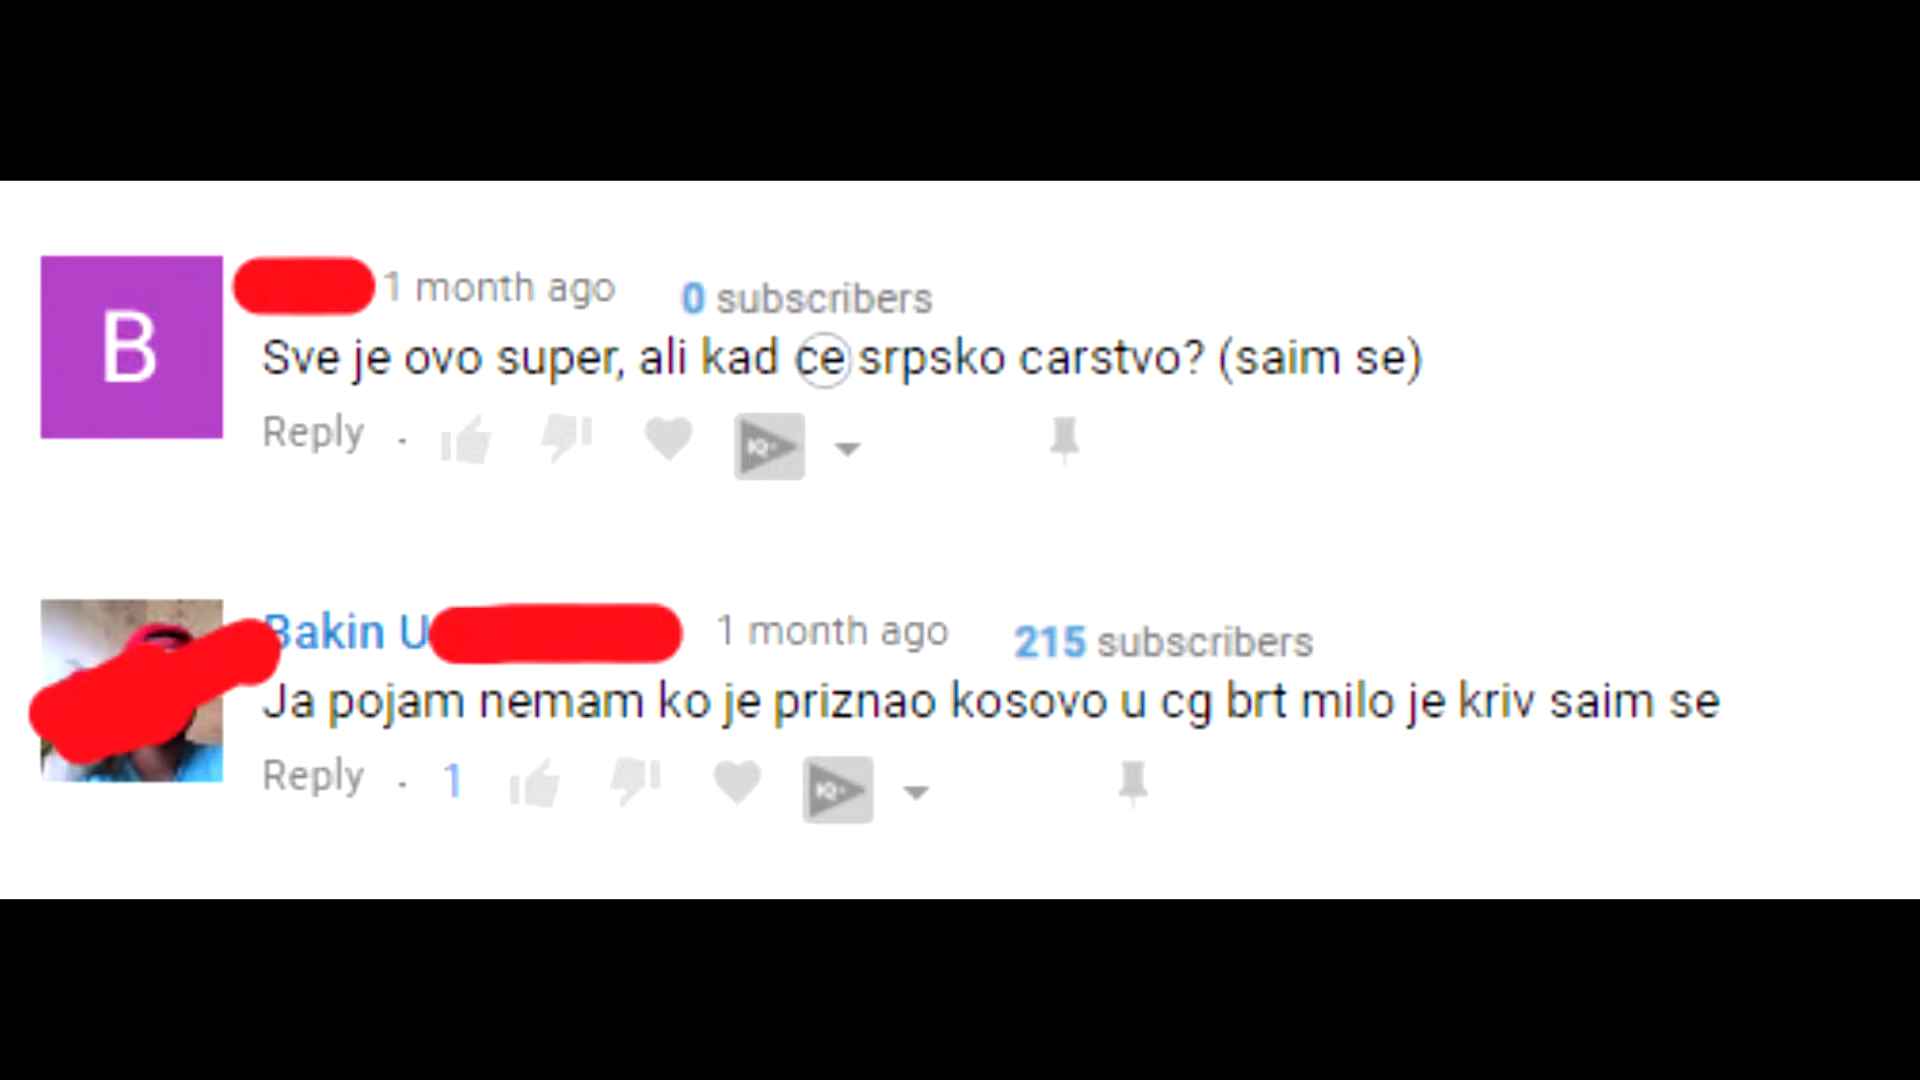 B
1 month ago 0 subscribers
Sve je ovo super, ali kad ce srpsko carstvo? (saim se)
Reply
Bakin U 1 month ago 215 subscribers
Ja pojam nemam ko je priznao kosovo u cg brt milo je kriv saim se
Reply · 1